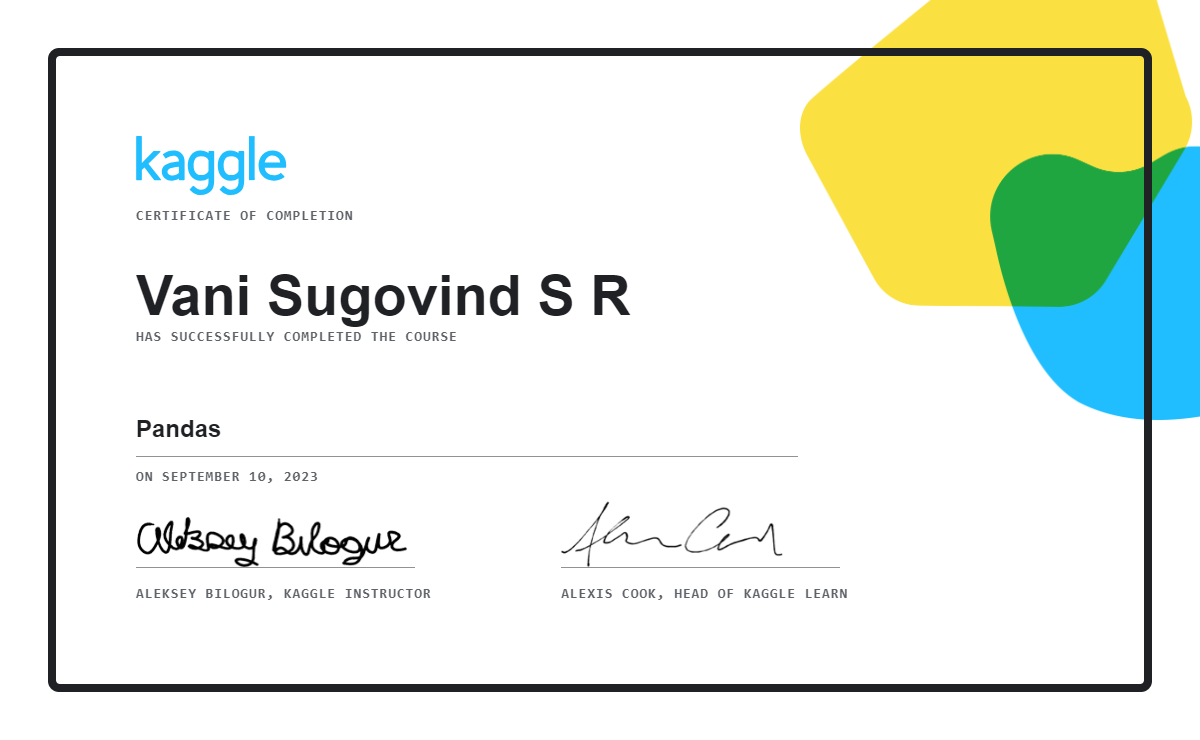 kaggle
CERTIFICATE OF COMPLETION
Vani Sugovind S R
HAS SUCCESSFULLY COMPLETED THE COURSE
Pandas
ON SEPTEMBER 10, 2023
Aleksey Bilogur
ALEKSEY BILOGUR, KAGGLE INSTRUCTOR
ALEXIS COOK, HEAD OF KAGGLE LEARN